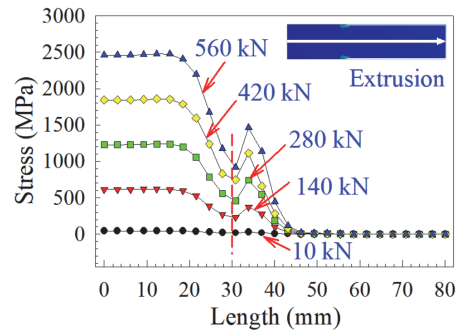 3000
2500
2000
1500
1000
500
0
Stress (MPa)
560 kN
420 kN
280 kN
140 kN
10 kN
Extrusion
0 10 20 30 40 50 60 70 80
Length (mm)